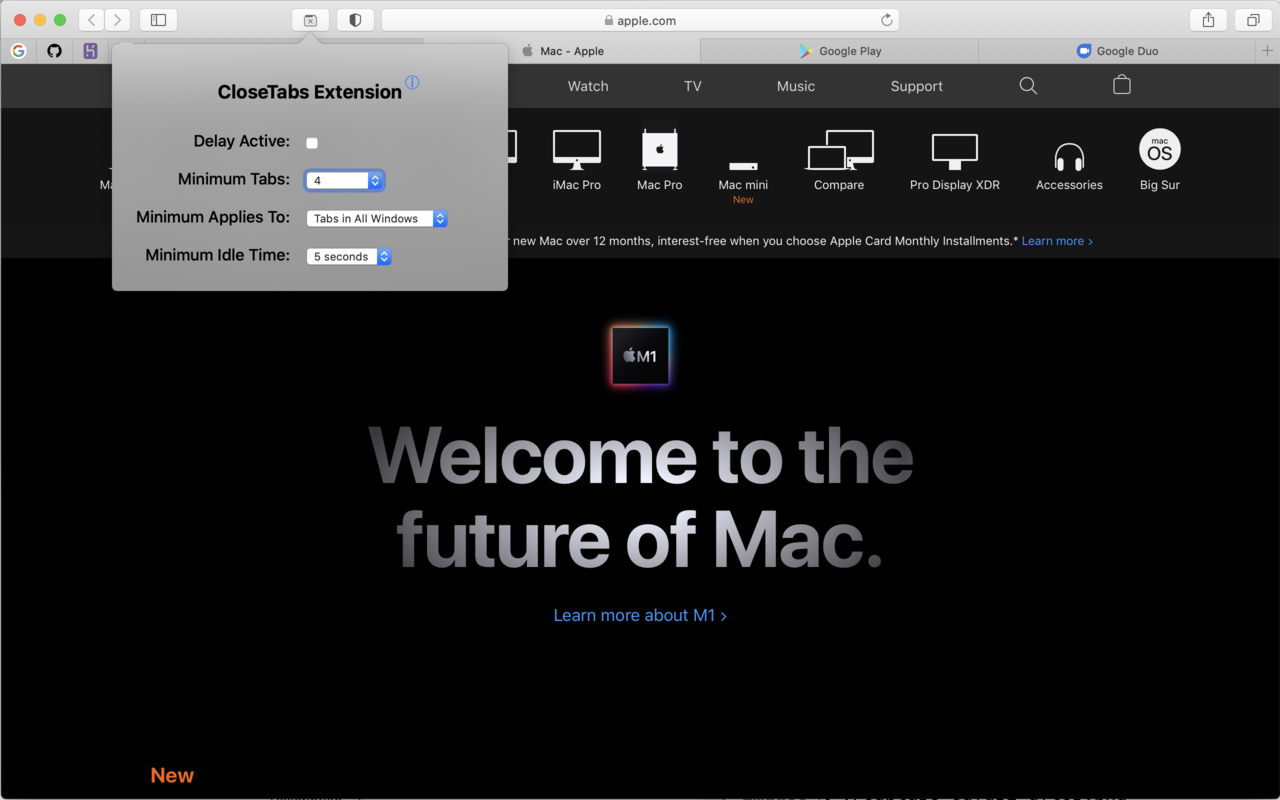 apple.com
Mac - Apple
Google Play
Google Duo
CloseTabs Extension
Delay Active:
Minimum Tabs: 4
Minimum Applies To: Tabs in All Windows
Minimum Idle Time: 5 seconds
Watch TV Music Support
iMac Pro
Mac Pro
Mac mini
New
Compare
Pro Display XDR
Accessories
mac
OS
Big Sur
new Mac over 12 months, interest-free when you choose Apple Card Monthly Installments.* Learn more ›
M1
Welcome to the
future of Mac.
Learn more about M1 ›
New